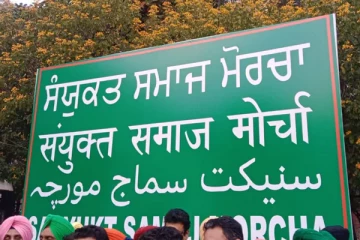 ਸੰਯੁਕਤ ਸਮਾਜ ਮੋਰਚਾ
संयुक्त समाज मोर्चा
سنیکت سماج مورچہ